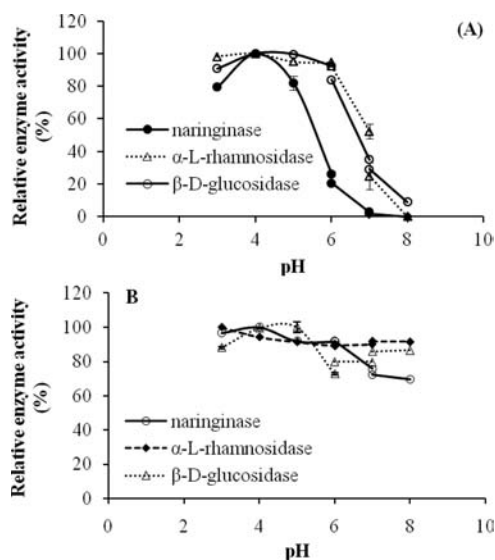 (A)
Relative enzyme activity
(%)
120
100
80
60
40
20
0
naringinase
α-L-rhamnosidase
β-D-glucosidase
0 2 4 6 8 10
pH
B
Relative enzyme activity
(%)
120
100
80
60
40
20
0
naringinase
α-L-rhamnosidase
β-D-glucosidase
0 2 4 6 8 10
pH